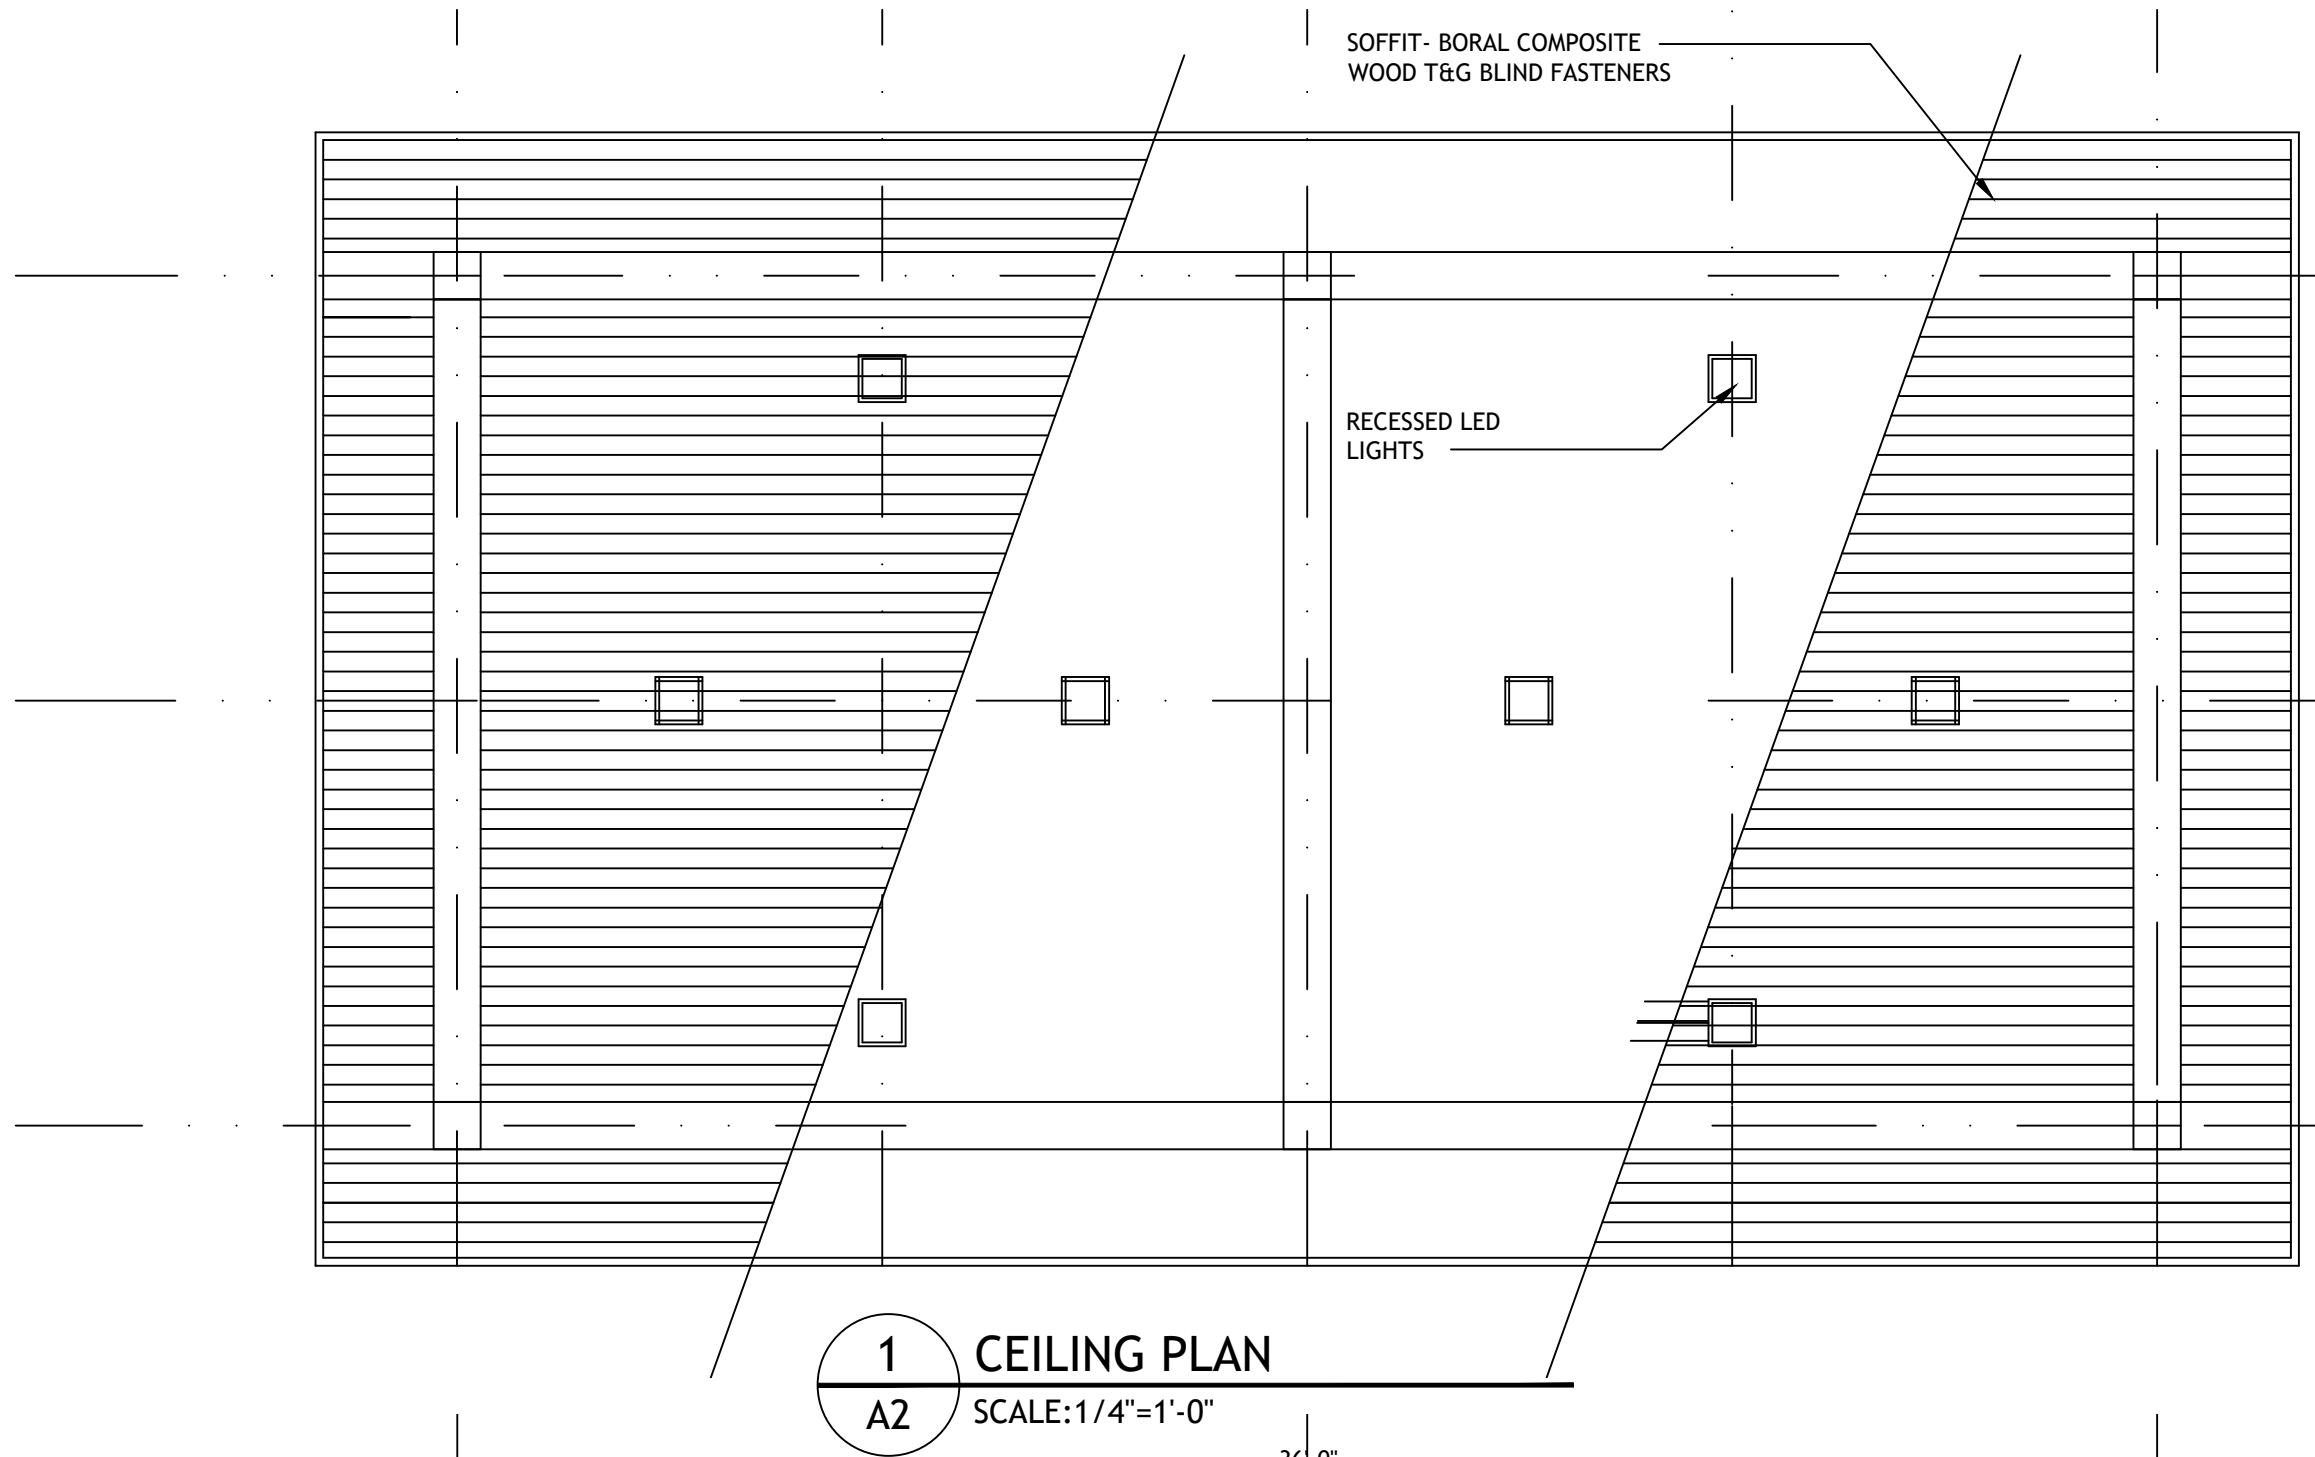 SOFFIT- BORAL COMPOSITE
WOOD T&G BLIND FASTENERS
RECESSED LED
LIGHTS
1
CEILING PLAN
A2
SCALE:1/4"=1'-0"